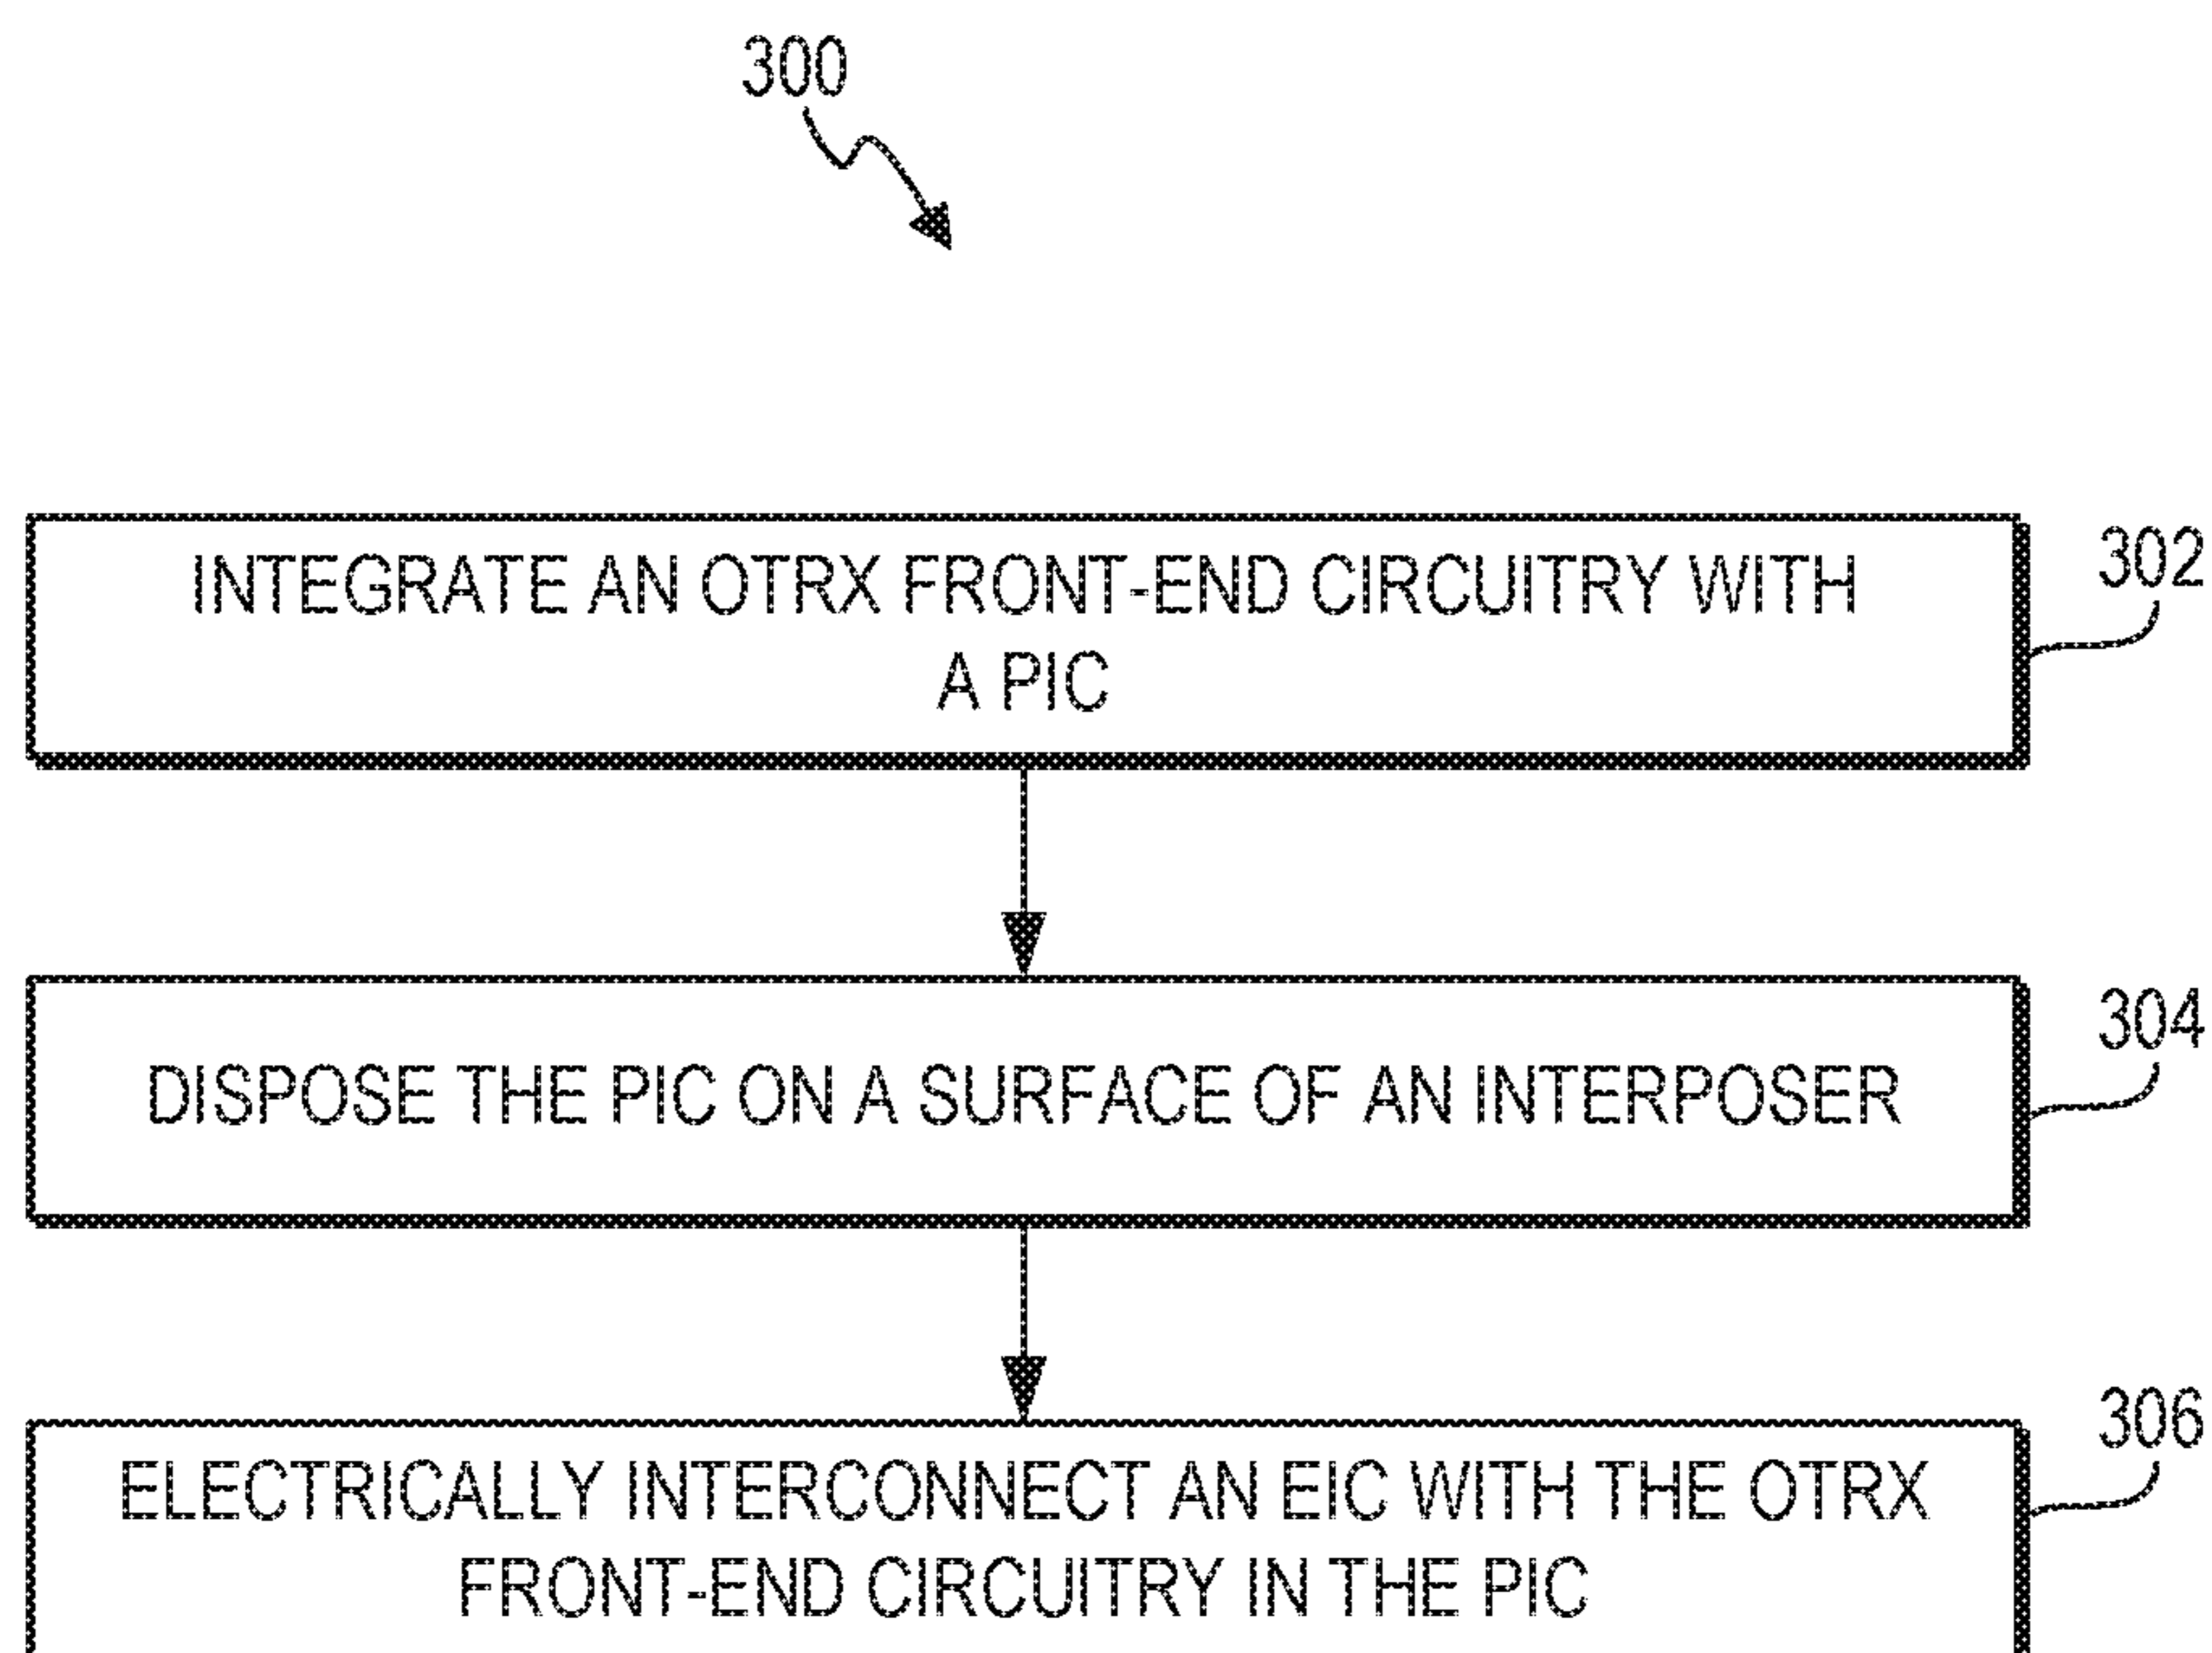 300
INTEGRATE AN OTRX FRONT-END CIRCUITRY WITH
A PIC
302
DISPOSE THE PIC ON A SURFACE OF AN INTERPOSER
304
ELECTRICALLY INTERCONNECT AN EIC WITH THE OTRX
FRONT-END CIRCUITRY IN THE PIC
306